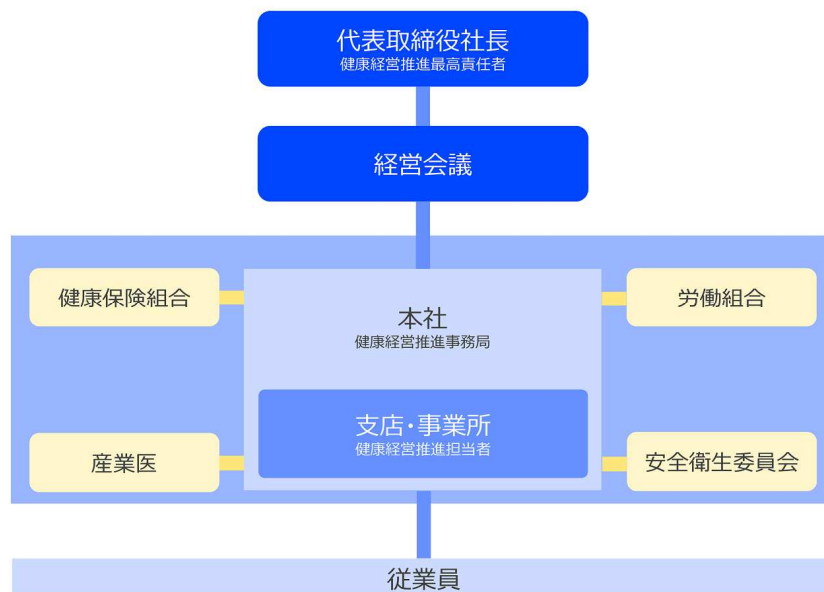 代表取締役社長
健康経営推進最高責任者
経営会議
健康保険組合
労働組合
本社
健康経営推進事務局
支店・事業所
健康経営推進担当者
産業医
安全衛生委員会
従業員